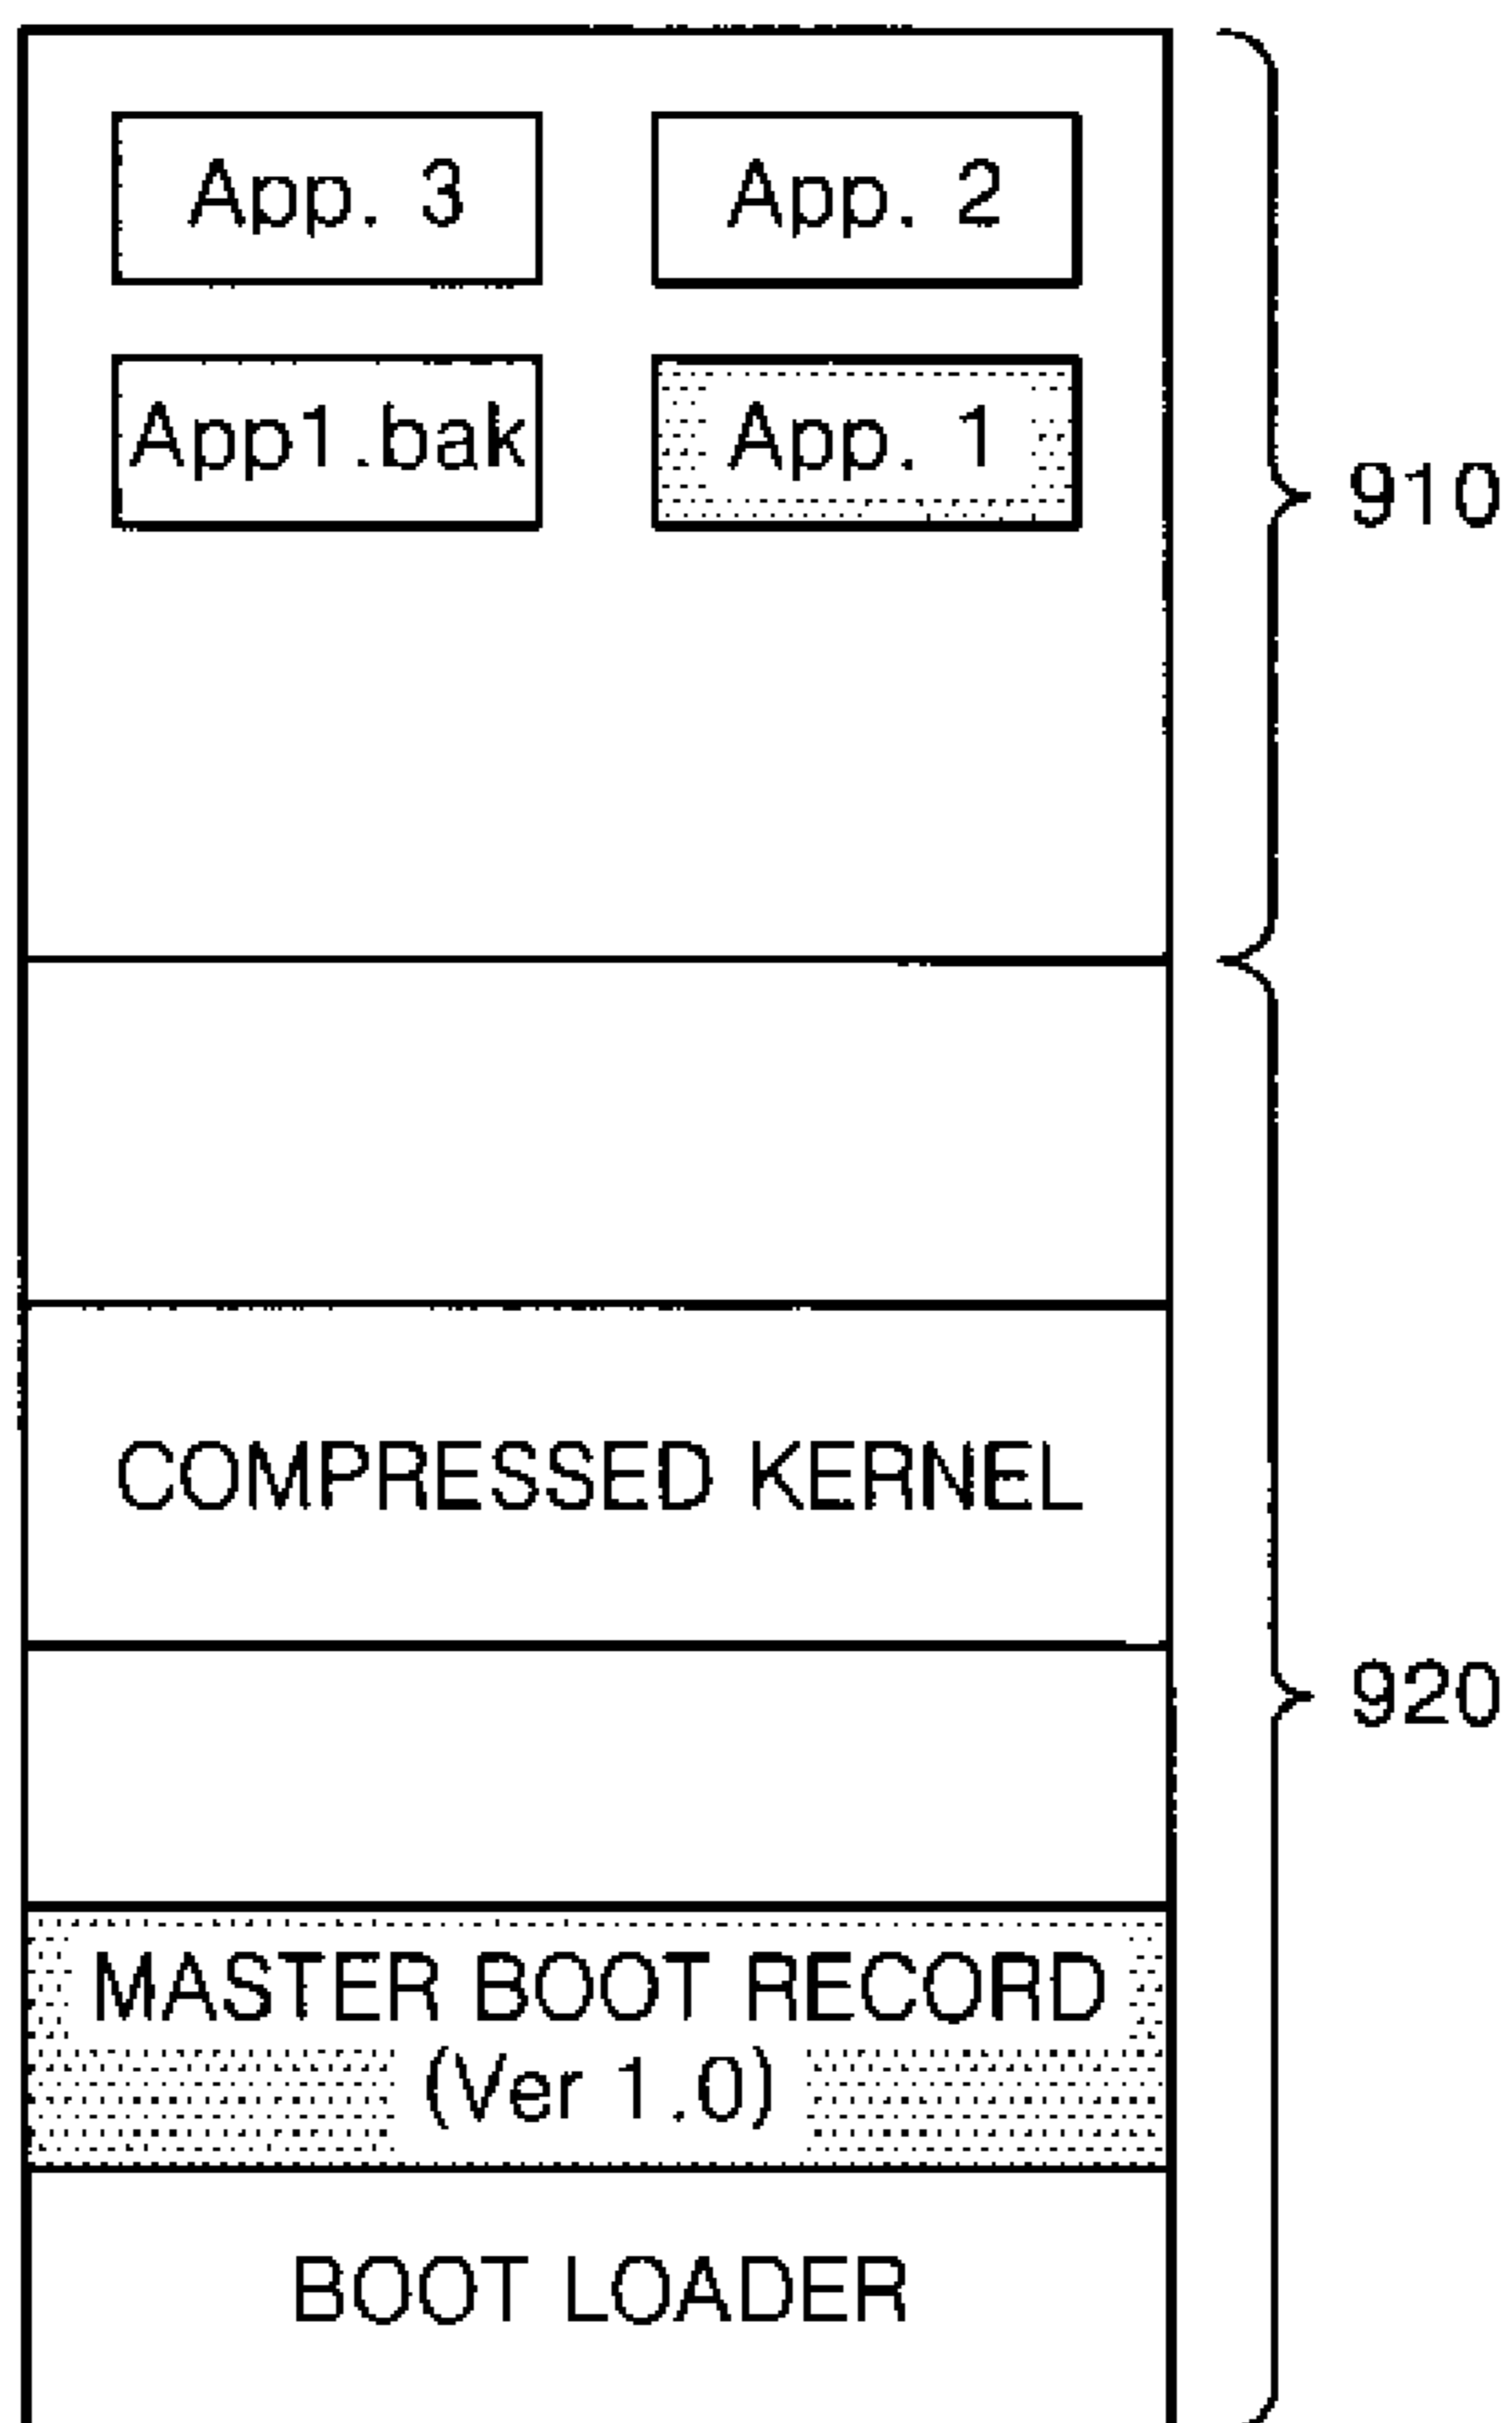 App. 3
App. 2
App1.bak
App. 1
910
COMPRESSED KERNEL
920
MASTER BOOT RECORD
(Ver 1.0)
BOOT LOADER